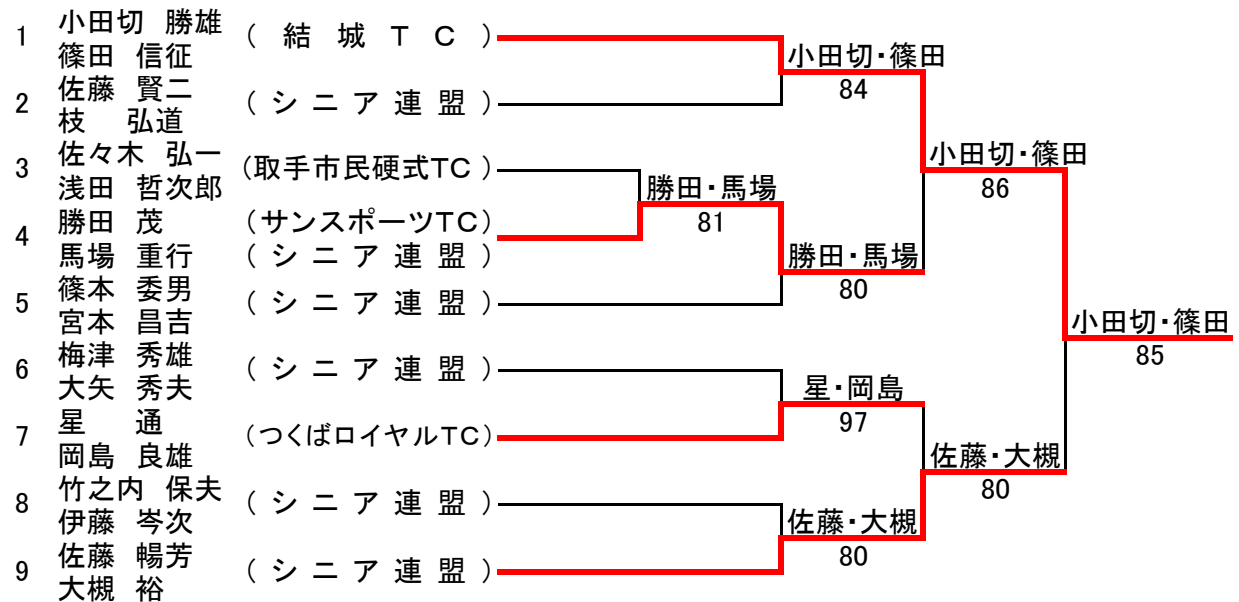 1 小田切 勝雄 ( 結 城 T C )
篠田 信征
小田切・篠田
84
2 佐藤 賢二 ( シ ニ ア 連 盟 )
枝 弘道
小田切・篠田
86
3 佐々木 弘一 (取手市民硬式TC )
浅田 哲次郎
勝田・馬場
81
4 勝田 茂 (サンスポーツTC)
馬場 重行 ( シ ニ ア 連 盟 )
勝田・馬場
80
5 篠本 委男 ( シ ニ ア 連 盟 )
宮本 昌吉
小田切・篠田
85
6 梅津 秀雄 ( シ ニ ア 連 盟 )
大矢 秀夫
星・岡島
97
7 星 通 (つくばロイヤルTC)
岡島 良雄
佐藤・大槻
80
8 竹之内 保夫 ( シ ニ ア 連 盟 )
伊藤 岑次
佐藤・大槻
80
9 佐藤 暢芳 ( シ ニ ア 連 盟 )
大槻 裕